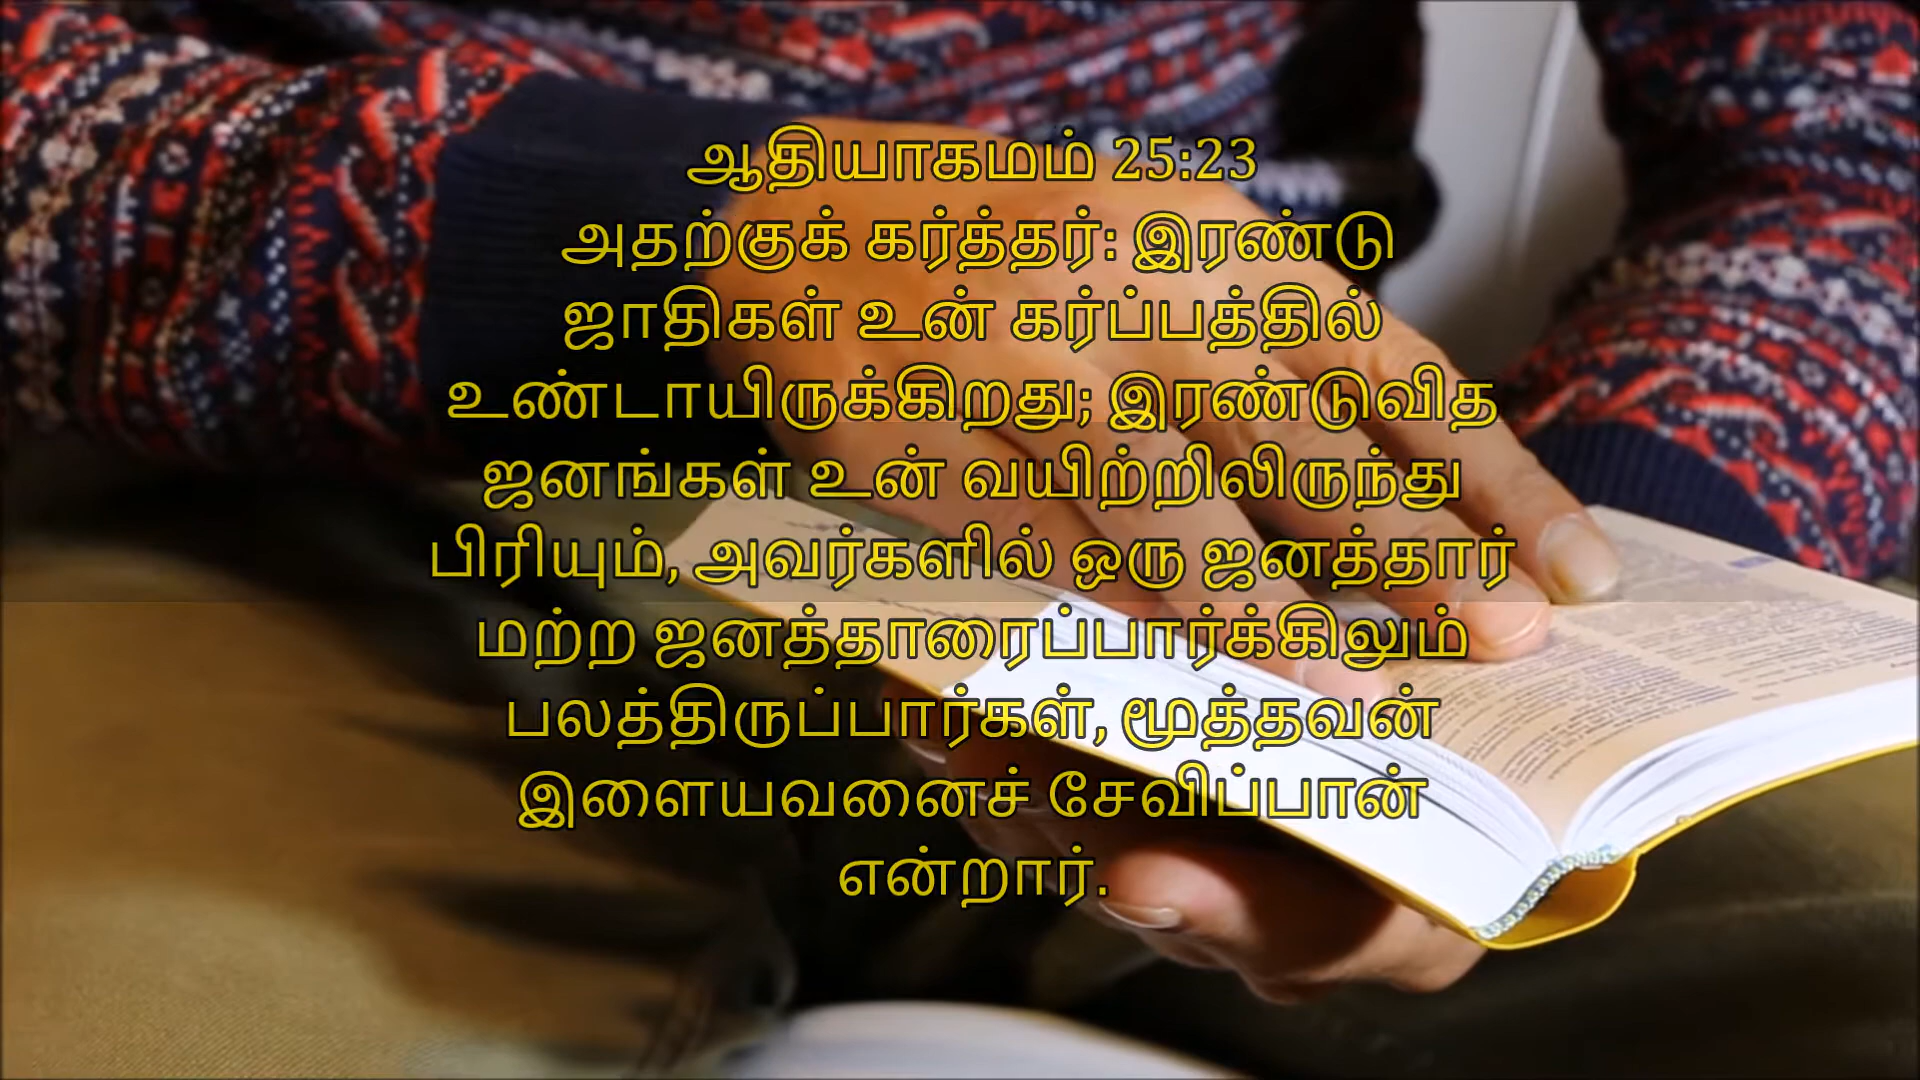 ஆதியாகமம் 25:23
அதற்குக் கர்த்தர்: இரண்டு
ஜாதிகள் உன் கர்ப்பத்தில்
உண்டாயிருக்கிறது; இரண்டுவித
ஜனங்கள் உன் வயிற்றிலிருந்து
பிரியும், அவர்களில் ஒரு ஜனத்தார்
மற்ற ஜனத்தாரைப்பார்க்கிலும்
பலத்திருப்பார்கள், மூத்தவன்
இளையவனைச் சேவிப்பான்
என்றார்.